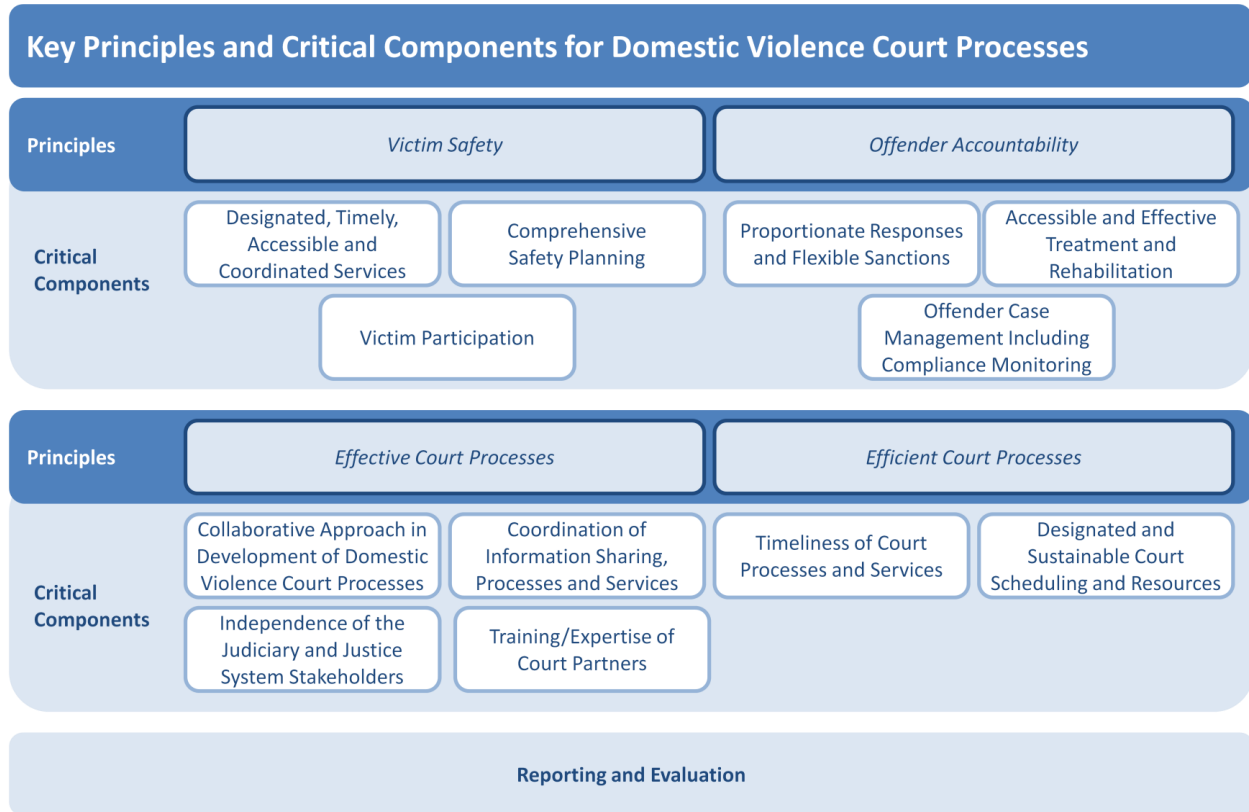 Key Principles and Critical Components for Domestic Violence Court Processes
Principles
Victim Safety
Offender Accountability
Critical
Components
Designated, Timely,
Accessible and
Coordinated Services
Comprehensive
Safety Planning
Proportionate Responses
and Flexible Sanctions
Accessible and Effective
Treatment and
Rehabilitation
Victim Participation
Offender Case
Management Including
Compliance Monitoring
Principles
Effective Court Processes
Efficient Court Processes
Critical
Components
Collaborative Approach in
Development of Domestic
Violence Court Processes
Coordination of
Information Sharing,
Processes and Services
Timeliness of Court
Processes and Services
Designated and
Sustainable Court
Scheduling and Resources
Independence of the
Judiciary and Justice
System Stakeholders
Training/Expertise of
Court Partners
Reporting and Evaluation